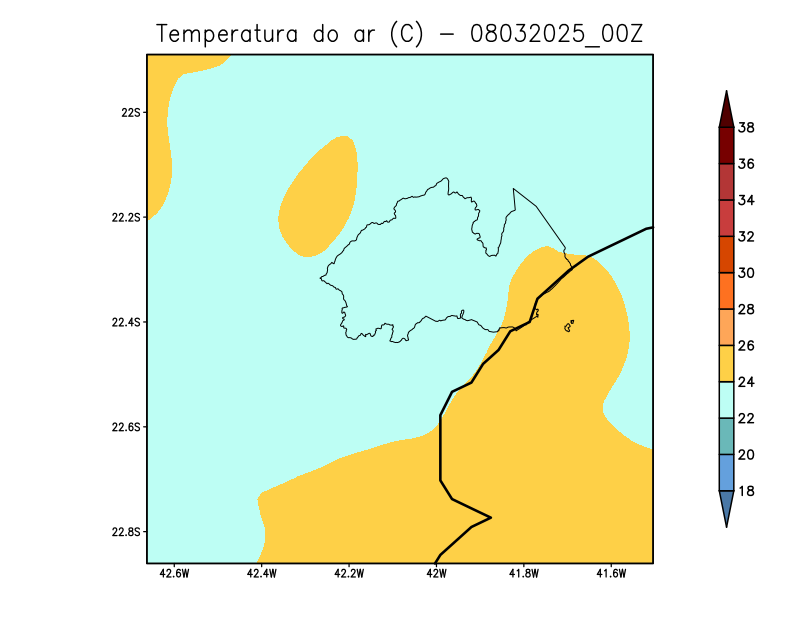 Temperatura do ar (C) - 08032025_00Z
22S
22.2S
22.4S
22.6S
22.8S
42.6W
42.4W
42.2W
42W
41.8W
41.6W
38
36
34
32
30
28
26
24
22
20
18